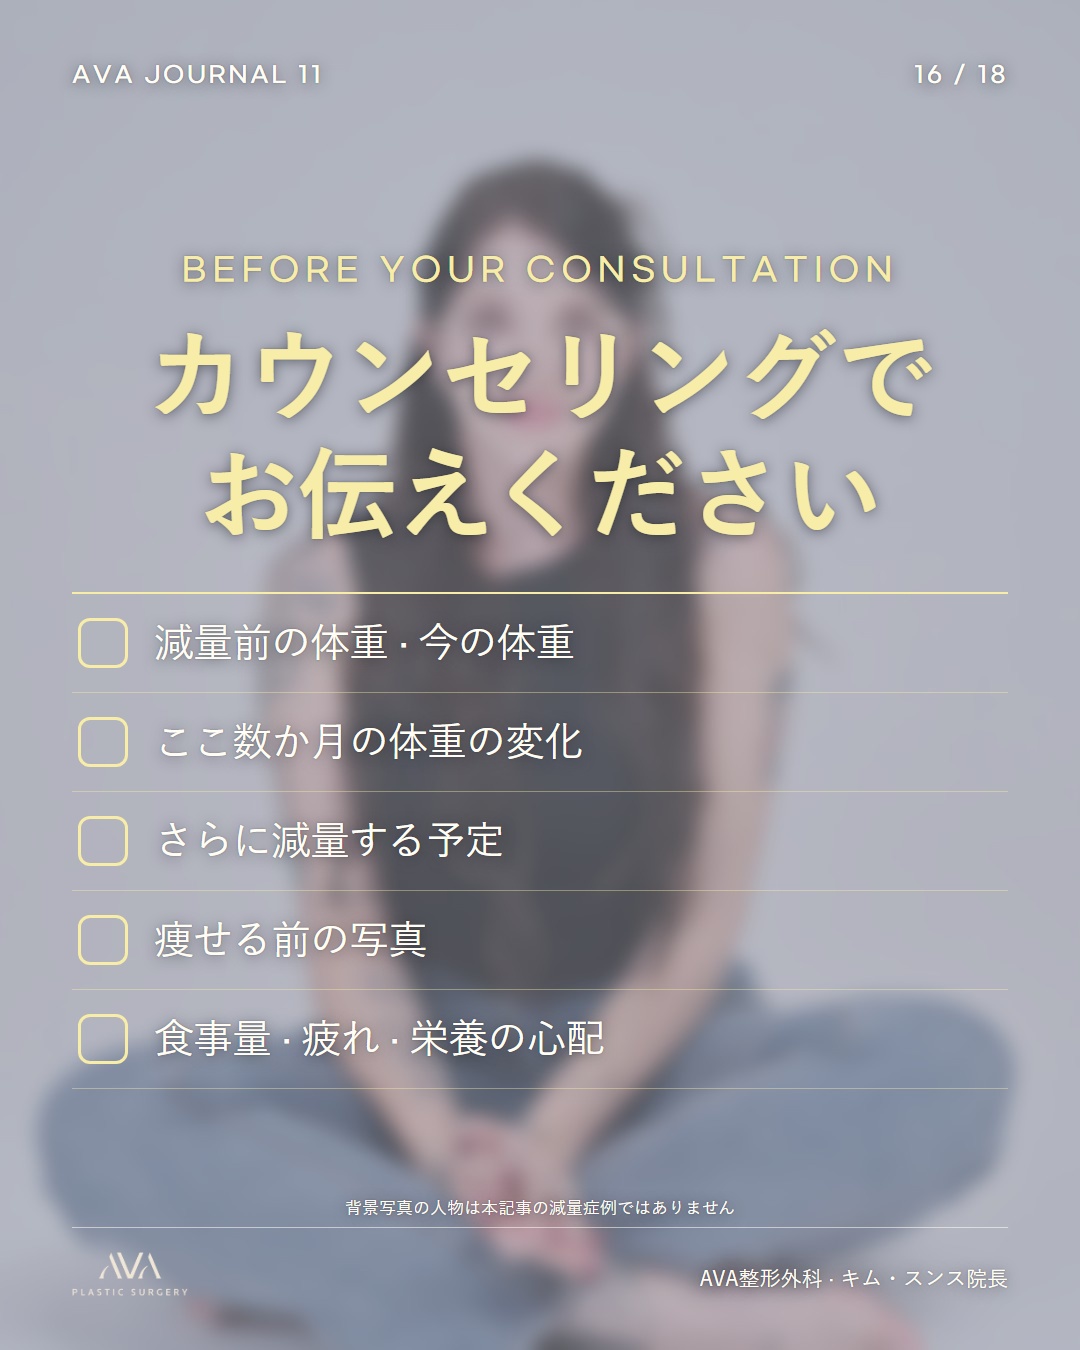 AVA JOURNAL 11
16 / 18
BEFORE YOUR CONSULTATION
カウンセリングで
お伝えください
減量前の体重 · 今の体重
ここ数か月の体重の変化
さらに減量する予定
痩せる前の写真
食事量 · 疲れ · 栄養の心配
背景写真の人物は本記事の減量症例ではありません
AVA
PLASTIC SURGERY
AVA整形外科 · キム・スンス院長